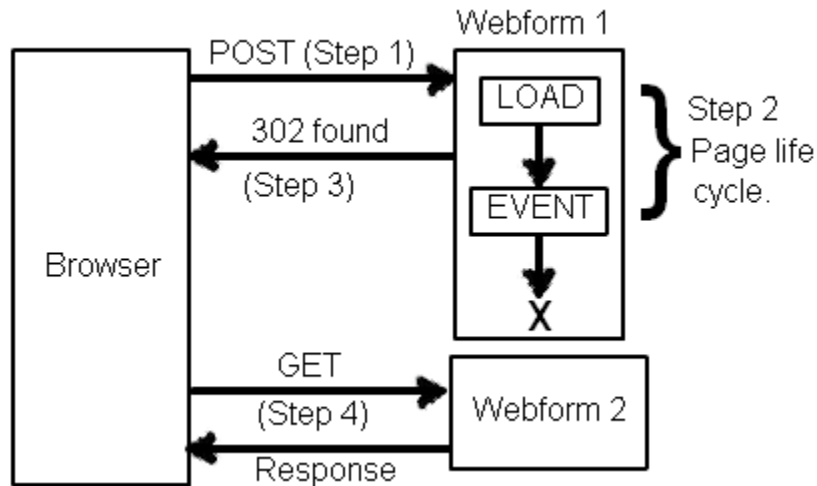 Webform 1
POST (Step 1)
LOAD
Step 2
Page life
cycle.
302 found
(Step 3)
EVENT
Browser
X
GET
(Step 4)
Webform 2
Response